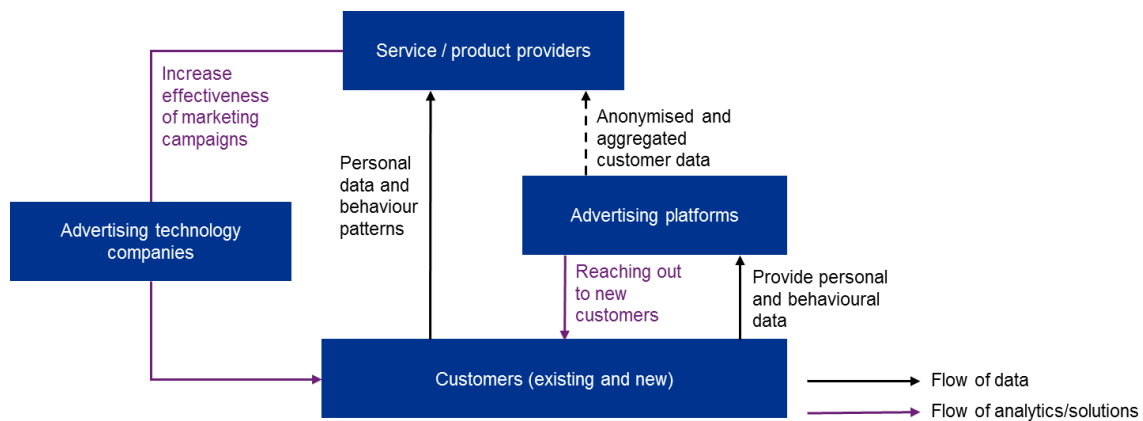 Service / product providers
Increase
effectiveness
of marketing
campaigns
Anonymised and
aggregated
customer data
Personal
data and
behaviour
patterns
Advertising technology
companies
Advertising platforms
Reaching out
to new
customers
Provide personal
and behavioural
data
Customers (existing and new)
Flow of data
Flow of analytics/solutions